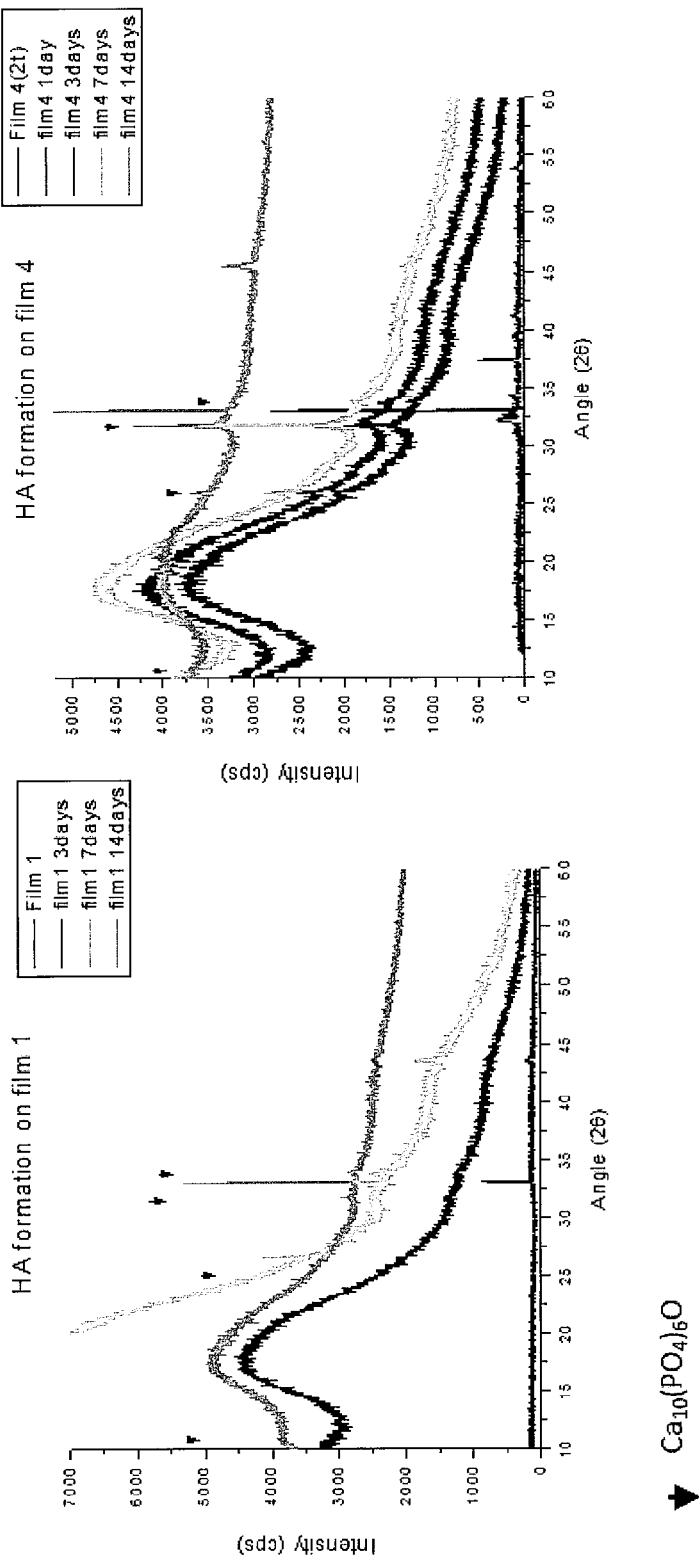 HA formation on film 1
Film 1
film1 3days
film1 7days
film1 14days
7000
6000
5000
4000
3000
2000
1000
0
Intensity (cps)
10
15
20
25
30
35
40
45
50
55
60
Angle (2θ)
HA formation on film 4
Film 4(2t)
film4 1day
film4 3days
film4 7days
film4 14days
5000
4500
4000
3500
3000
2500
2000
1500
1000
500
0
Intensity (cps)
10
15
20
25
30
35
40
45
50
55
60
Angle (2θ)
Ca₁₀(PO₄)₆O